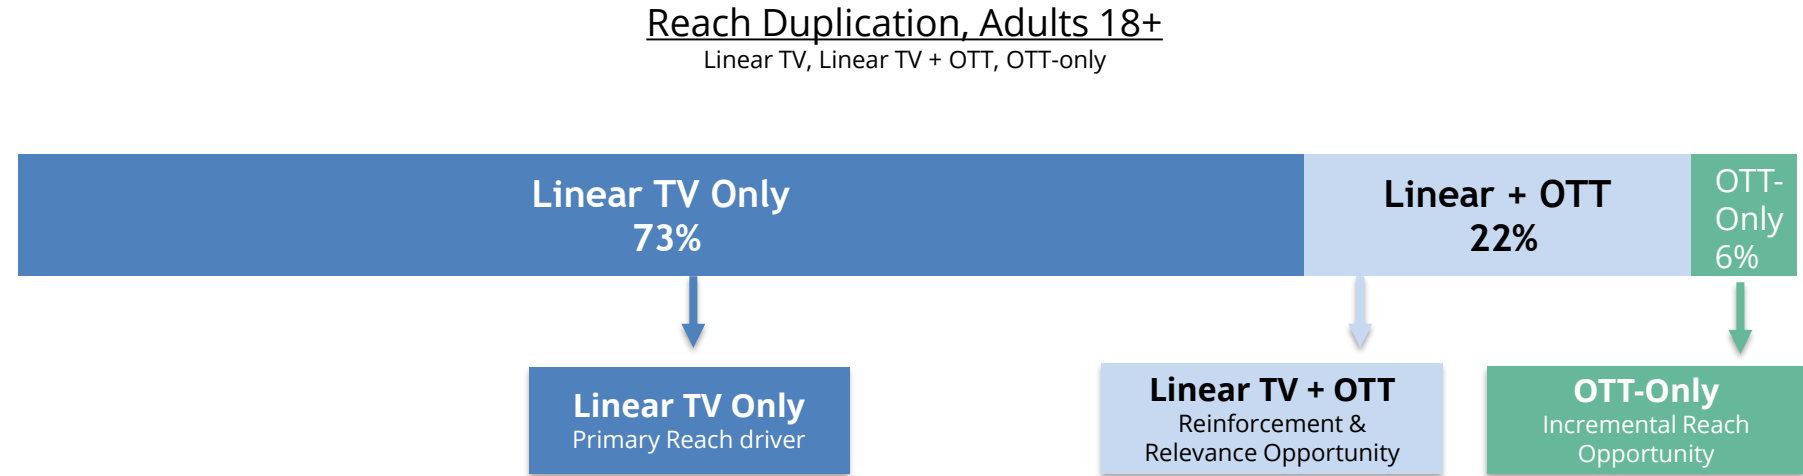 Reach Duplication, Adults 18+
Linear TV, Linear TV + OTT, OTT-only
Linear TV Only
73%
Linear + OTT
22%
OTT-
Only
6%
Linear TV Only
Primary Reach driver
Linear TV + OTT
Reinforcement &
Relevance Opportunity
OTT-Only
Incremental Reach
Opportunity